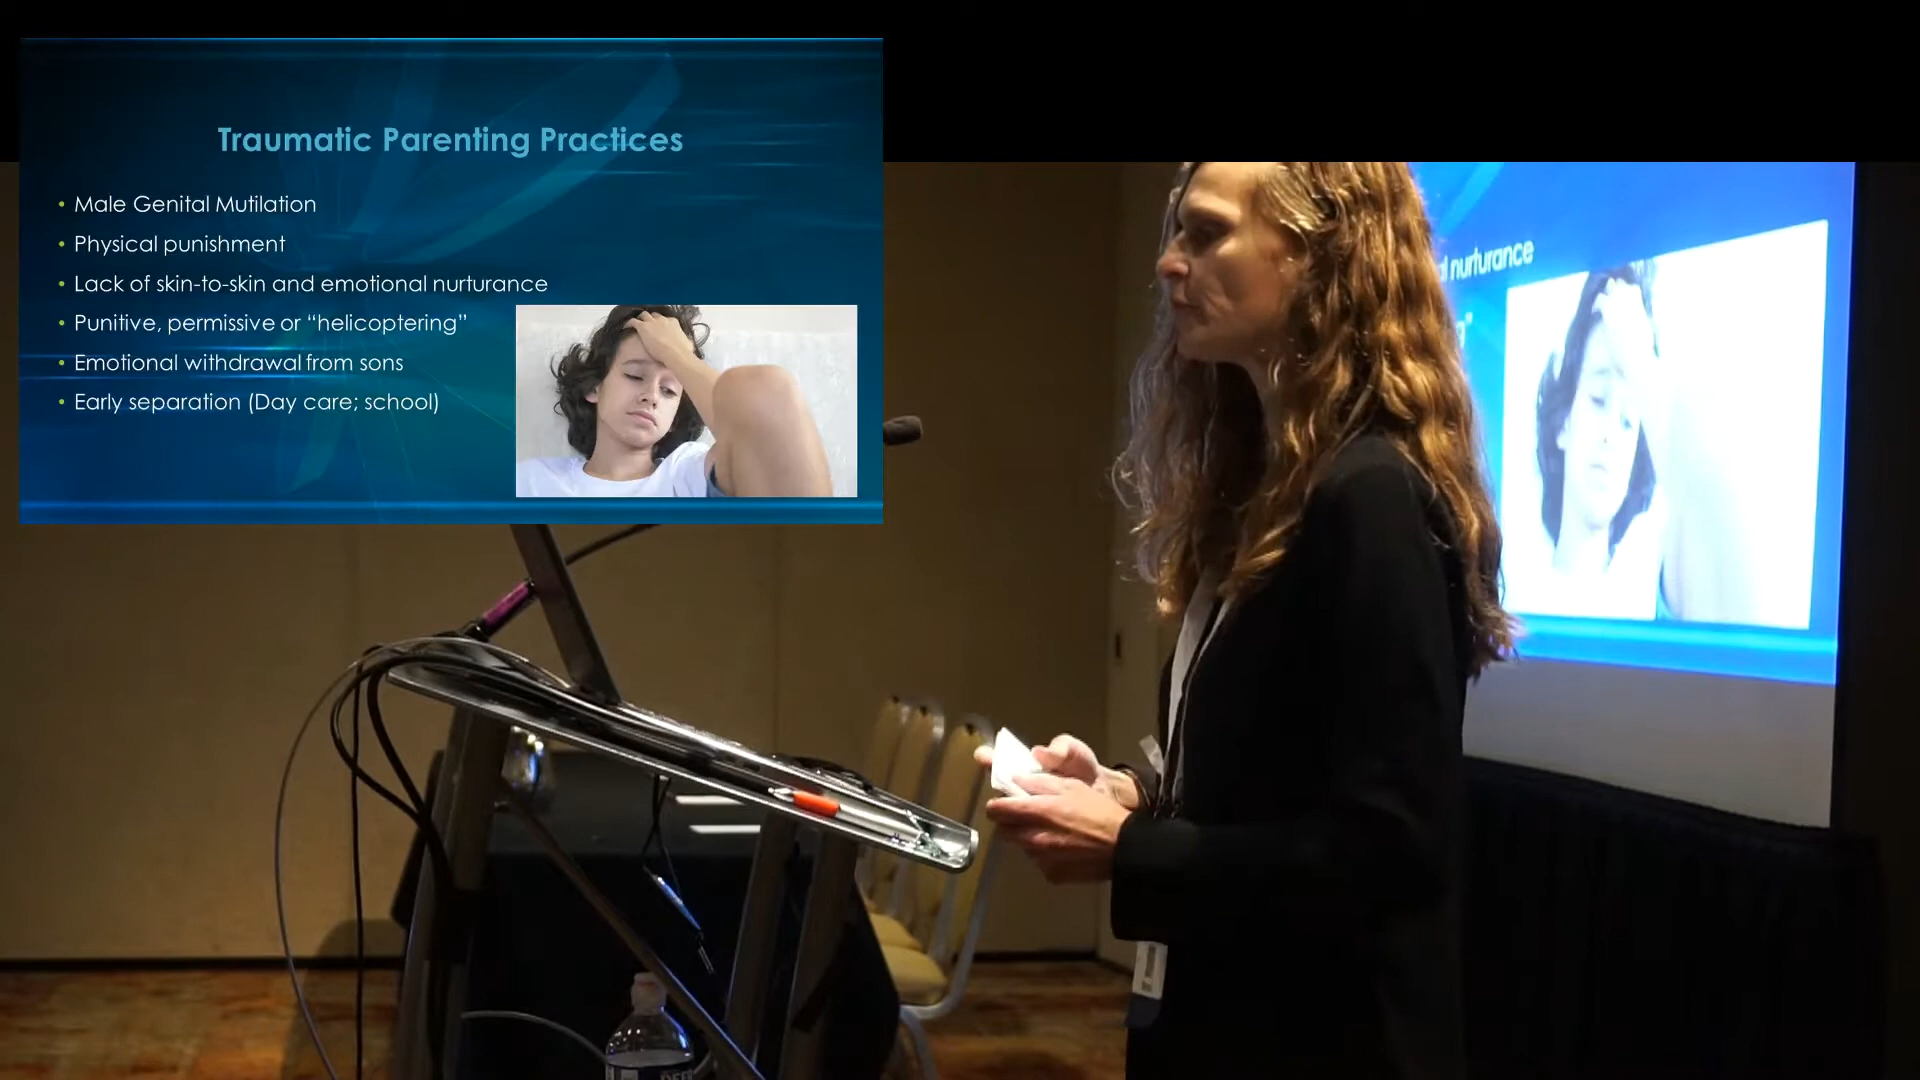 Traumatic Parenting Practices
• Male Genital Mutilation
• Physical punishment
• Lack of skin-to-skin and emotional nurturance
• Punitive, permissive or “helicoptering”
• Emotional withdrawal from sons
• Early separation (Day care; school)
nurturance